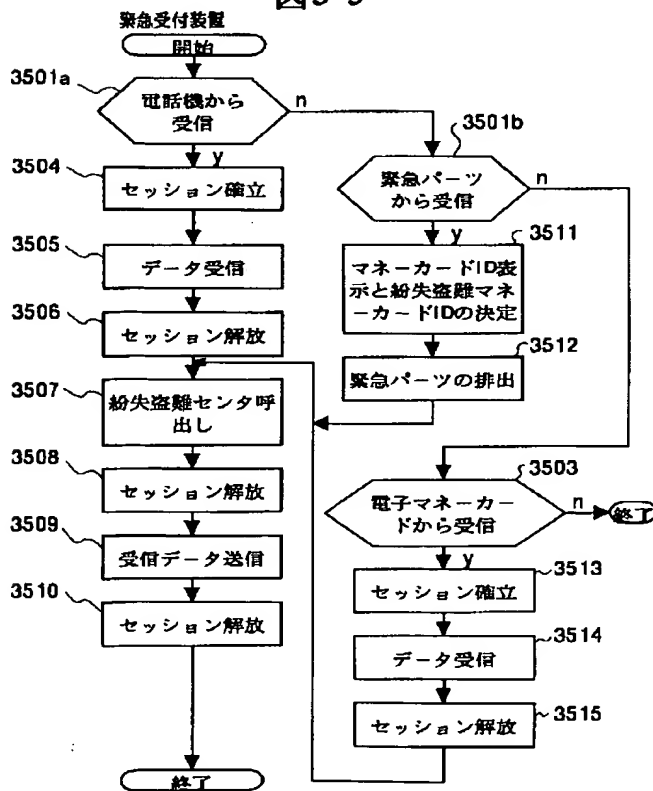 緊急受付装置
開始
3501a
電話機から
受信
n
y
3504
セッション確立
3505
データ受信
3506
セッション解放
3507
紛失盗難センタ呼
出し
3508
セッション解放
3509
受信データ送信
3510
セッション解放
終了
3501b
緊急パーツ
から受信
n
y
3511
マネーカードID表
示と紛失盗難マネ
ーカードIDの決定
3512
緊急パーツの排出
3503
電子マネーカー
ドから受信
n
終了
y
3513
セッション確立
3514
データ受信
3515
セッション解放